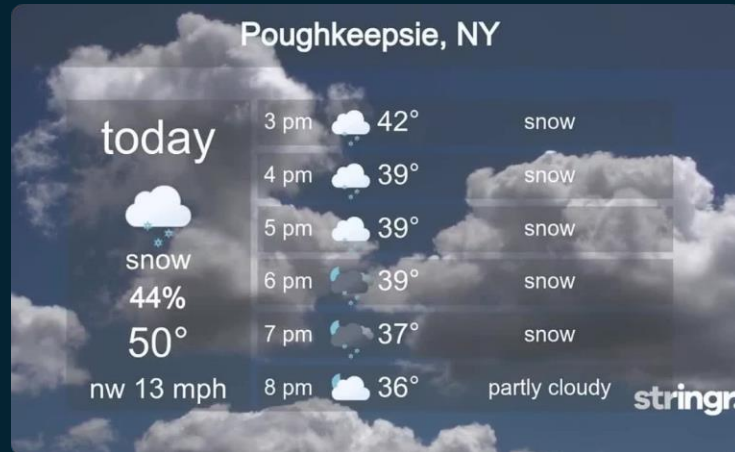 Poughkeepsie, NY
today
snow
44%
50°
nw 13 mph
3 pm 42° snow
4 pm 39° snow
5 pm 39° snow
6 pm 39° snow
7 pm 37° snow
8 pm 36° partly cloudy
stringr.